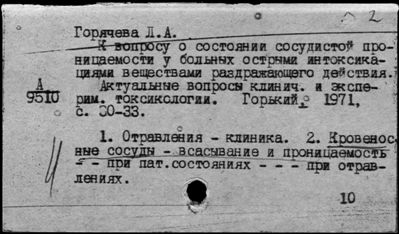 2
Горячева Л.А.
К вопросу о состоянии сосудистой про-
ницаемости у больных острыми интоксика-
циями веществами раздражающего действия.
А
9510
Актуальные вопросы клинич. и экспе-
рим. токсикологии. Горький, 1971,
с. 30-33.
1. Отравления - клиника. 2. Кровенос-
ные сосуды - всасывание и проницаемость
- - при пат.состояниях - - - при отрав-
лениях.
10